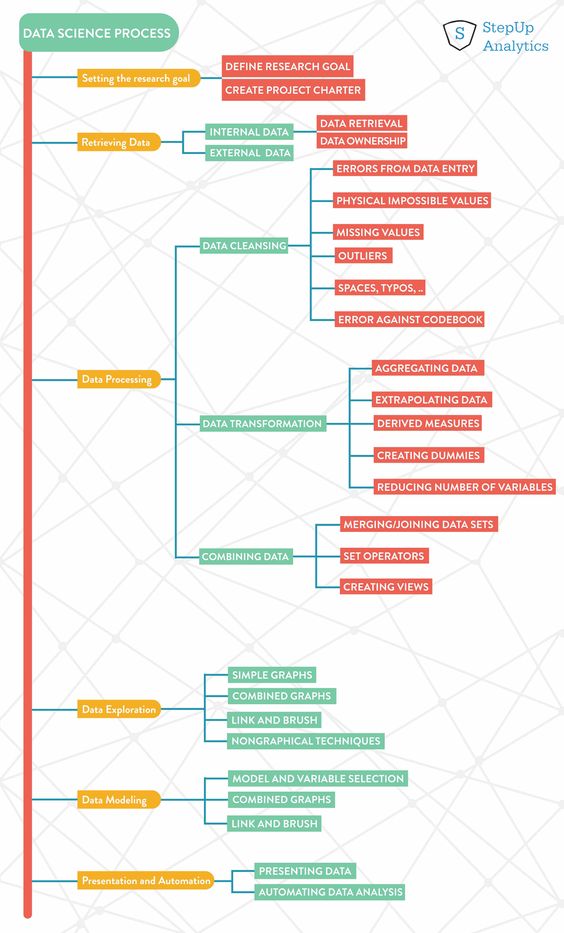 DATA SCIENCE PROCESS
S
StepUp
Analytics
Setting the research goal
DEFINE RESEARCH GOAL
CREATE PROJECT CHARTER
Retrieving Data
INTERNAL DATA
DATA RETRIEVAL
DATA OWNERSHIP
EXTERNAL DATA
Data Processing
DATA CLEANSING
ERRORS FROM DATA ENTRY
PHYSICAL IMPOSSIBLE VALUES
MISSING VALUES
OUTLIERS
SPACES, TYPOS, ..
ERROR AGAINST CODEBOOK
DATA TRANSFORMATION
AGGREGATING DATA
EXTRAPOLATING DATA
DERIVED MEASURES
CREATING DUMMIES
REDUCING NUMBER OF VARIABLES
COMBINING DATA
MERGING/JOINING DATA SETS
SET OPERATORS
CREATING VIEWS
Data Exploration
SIMPLE GRAPHS
COMBINED GRAPHS
LINK AND BRUSH
NONGRAPHICAL TECHNIQUES
Data Modeling
MODEL AND VARIABLE SELECTION
COMBINED GRAPHS
LINK AND BRUSH
Presentation and Automation
PRESENTING DATA
AUTOMATING DATA ANALYSIS